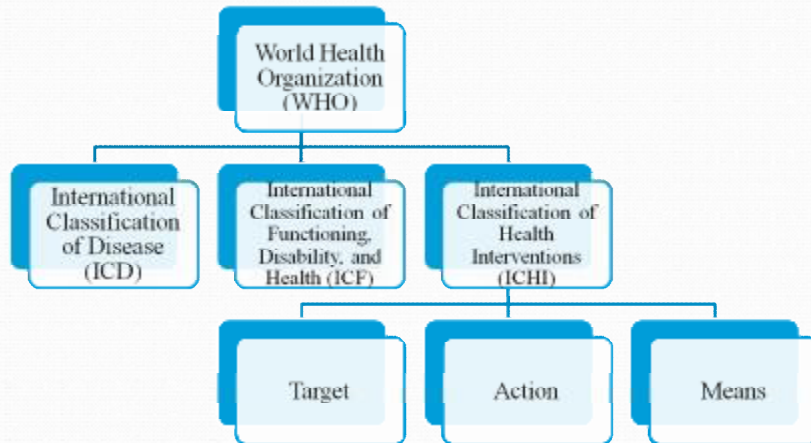 World Health
Organization
(WHO)
International
Classification
of Disease
(ICD)
International
Classification of
Functioning,
Disability, and
Health (ICF)
International
Classification of
Health
Interventions
(ICHI)
Target
Action
Means